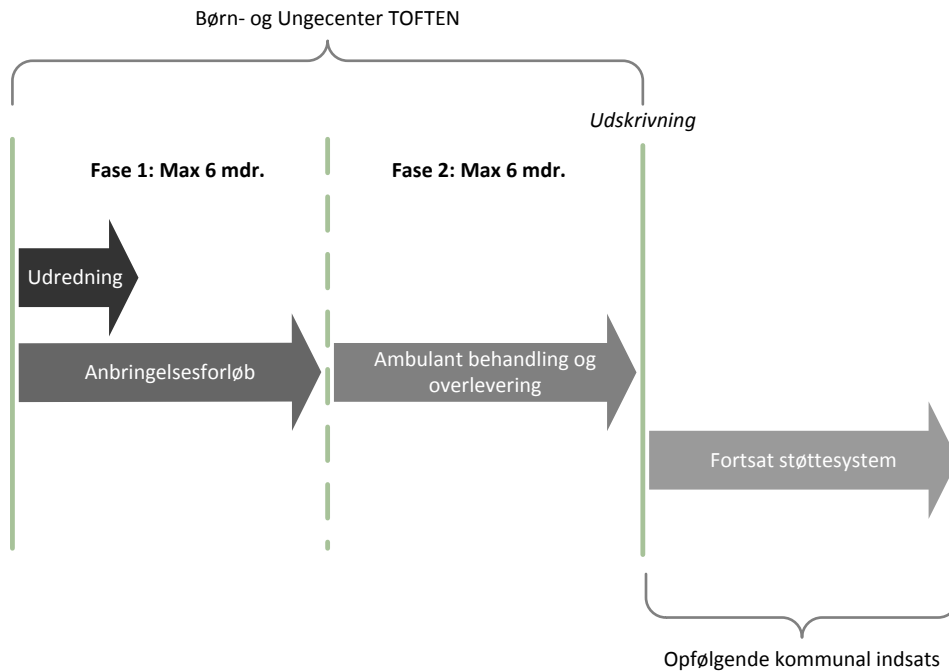 Børn- og Ungecenter TOFTEN
Udskrivning
Fase 1: Max 6 mdr.
Fase 2: Max 6 mdr.
Udredning
Anbringelsesforløb
Ambulant behandling og
overlevering
Fortsat støttesystem
Opfølgende kommunal indsats